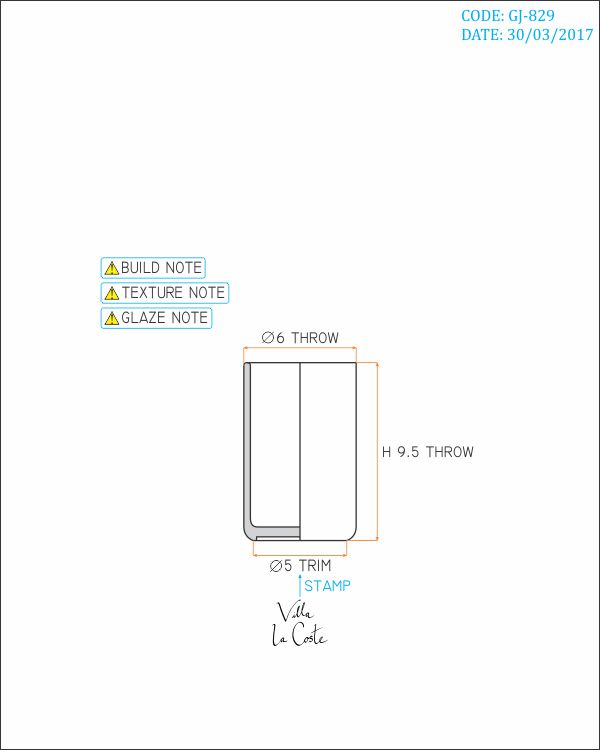 CODE: GJ-829
DATE: 30/03/2017
BUILD NOTE
TEXTURE NOTE
GLAZE NOTE
∅6 THROW
H 9.5 THROW
∅5 TRIM
STAMP
Villa
La Coste